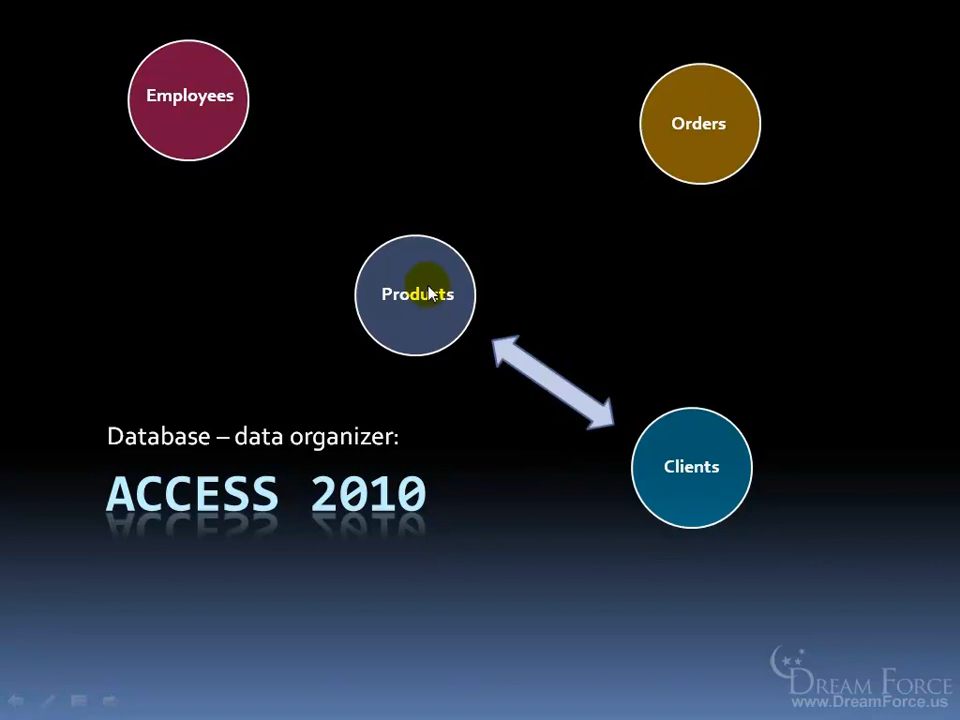 Employees
Orders
Products
Database – data organizer:
ACCESS 2010
Clients
DREAM FORCE
www.DreamForce.us